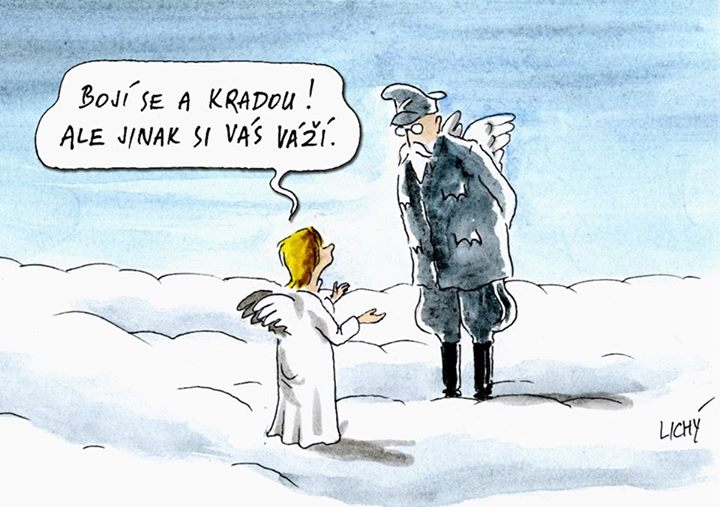 BOJÍ SE A KRADOU!
ALE JINAK SI VÁS VÁŽÍ.
LICHÝ